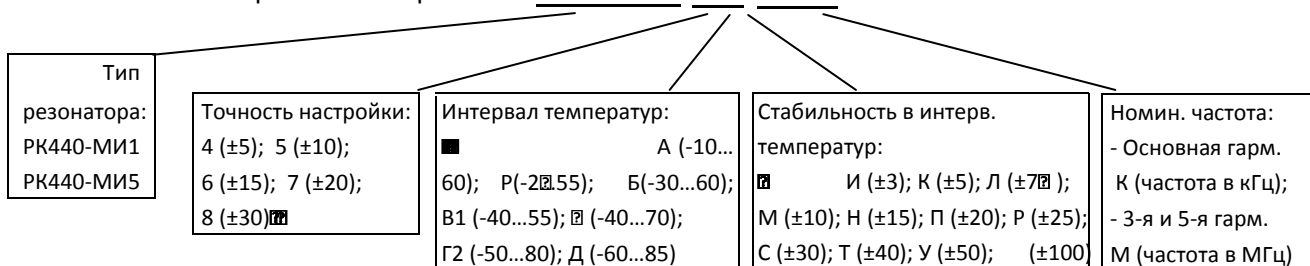 Тип
резонатора:
РК440-МИ1
РК440-МИ5
Точность настройки:
4 (±5); 5 (±10);
6 (±15); 7 (±20);
8 (±30)
Интервал температур:
А (-10...
60); Б(-30...60);
В1 (-40...55); (-40...70);
Г2 (-50...80); Д (-60...85)
Стабильность в интерв.
температур:
И (±3); К (±5); Л (±7 );
М (±10); Н (±15); П (±20); Р (±25);
С (±30); Т (±40); У (±50); (±100)
Номин. частота:
- Основная гарм.
К (частота в кГц);
- 3-я и 5-я гарм.
М (частота в МГц)